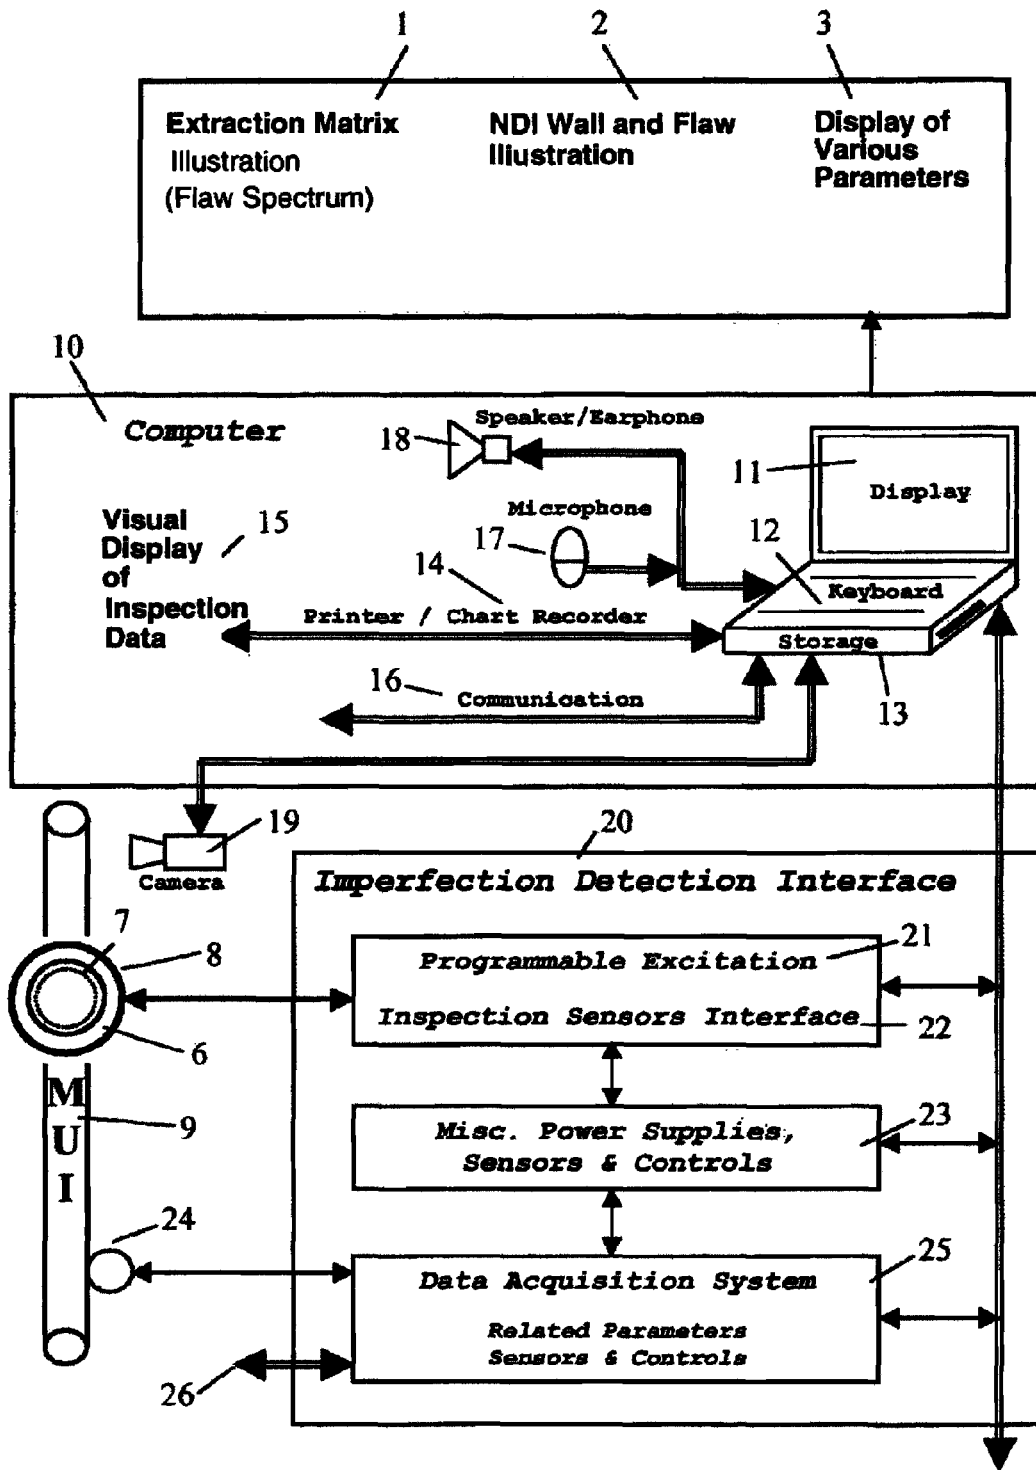 1
2
3
Extraction Matrix
Illustration
(Flaw Spectrum)
NDI Wall and Flaw
Illustration
Display of
Various
Parameters
10
Computer
18
Speaker/Earphone
11
Display
Visual
Display
of
Inspection
Data
15
Microphone
17
12
14
Keyboard
Printer / Chart Recorder
Storage
16
Communication
13
19
Camera
20
Imperfection Detection Interface
7
8
6
21
Programmable Excitation
Inspection Sensors Interface
22
M
U
I
9
23
Misc. Power Supplies,
Sensors & Controls
24
25
Data Acquisition System
Related Parameters
Sensors & Controls
26